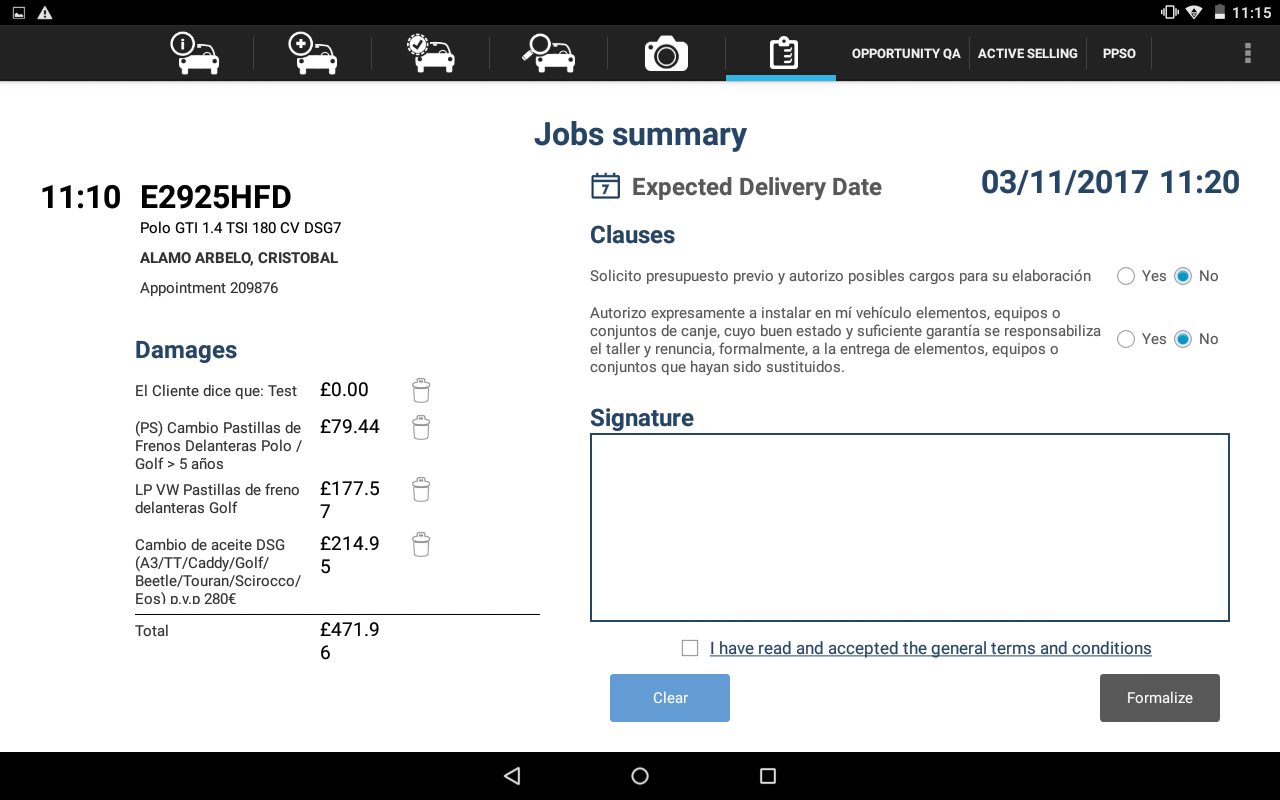 11:15
OPPORTUNITY QA
ACTIVE SELLING
PPSO
Jobs summary
11:10 E2925HFD
Polo GTI 1.4 TSI 180 CV DSG7
ALAMO ARBELO, CRISTOBAL
Appointment 209876
Damages
El Cliente dice que: Test £0.00
(PS) Cambio Pastillas de £79.44
Frenos Delanteras Polo /
Golf > 5 años
LP VW Pastillas de freno £177.5
delanteras Golf 7
Cambio de aceite DSG £214.9
(A3/TT/Caddy/Golf/ 5
Beetle/Touran/Scirocco/
Eos) p.v.p 280€
Total £471.9
6
7 Expected Delivery Date 03/11/2017 11:20
Clauses
Solicito presupuesto previo y autorizo posibles cargos para su elaboración Yes No
Autorizo expresamente a instalar en mí vehículo elementos, equipos o
conjuntos de canje, cuyo buen estado y suficiente garantía se responsabiliza
el taller y renuncia, formalmente, a la entrega de elementos, equipos o
conjuntos que hayan sido sustituidos.
Yes No
Signature
I have read and accepted the general terms and conditions
Clear
Formalize